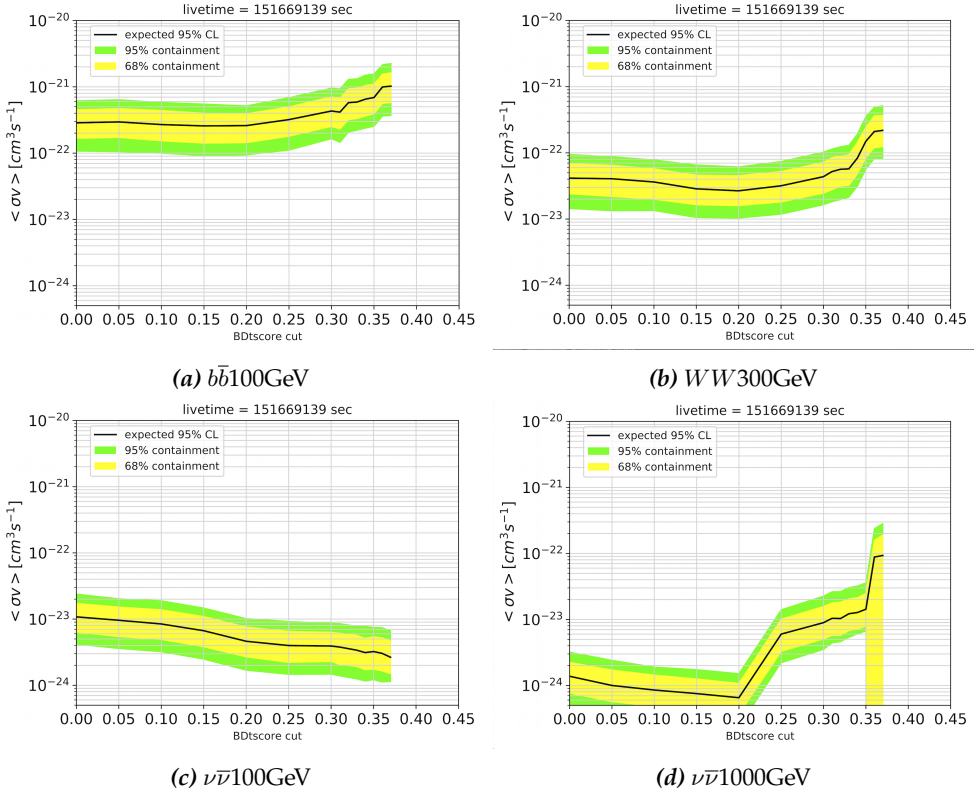 livetime = 151669139 sec
expected 95% CL
95% containment
68% containment
< σv > [cm³s⁻¹]
10⁻²⁰
10⁻²¹
10⁻²²
10⁻²³
10⁻²⁴
0.00 0.05 0.10 0.15 0.20 0.25 0.30 0.35 0.40 0.45
BDtscore cut
(a) bb̅100GeV
livetime = 151669139 sec
expected 95% CL
95% containment
68% containment
< σv > [cm³s⁻¹]
10⁻²⁰
10⁻²¹
10⁻²²
10⁻²³
10⁻²⁴
0.00 0.05 0.10 0.15 0.20 0.25 0.30 0.35 0.40 0.45
BDtscore cut
(b) WW300GeV
livetime = 151669139 sec
expected 95% CL
95% containment
68% containment
< σv > [cm³s⁻¹]
10⁻²⁰
10⁻²¹
10⁻²²
10⁻²³
10⁻²⁴
0.00 0.05 0.10 0.15 0.20 0.25 0.30 0.35 0.40 0.45
BDtscore cut
(c) νν̅100GeV
livetime = 151669139 sec
expected 95% CL
95% containment
68% containment
< σv > [cm³s⁻¹]
10⁻²⁰
10⁻²¹
10⁻²²
10⁻²³
10⁻²⁴
0.00 0.05 0.10 0.15 0.20 0.25 0.30 0.35 0.40 0.45
BDtscore cut
(d) νν̅1000GeV